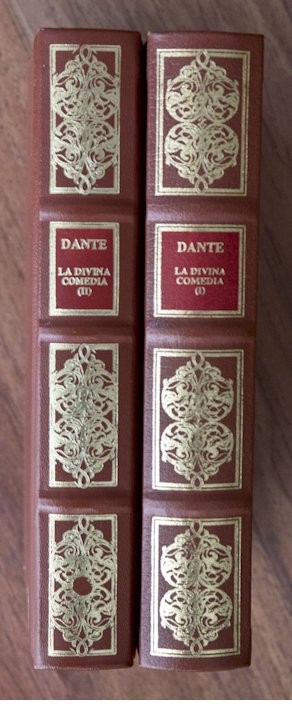 DANTE
LA DIVINA
COMEDIA
(II)
DANTE
LA DIVINA
COMEDIA
(I)